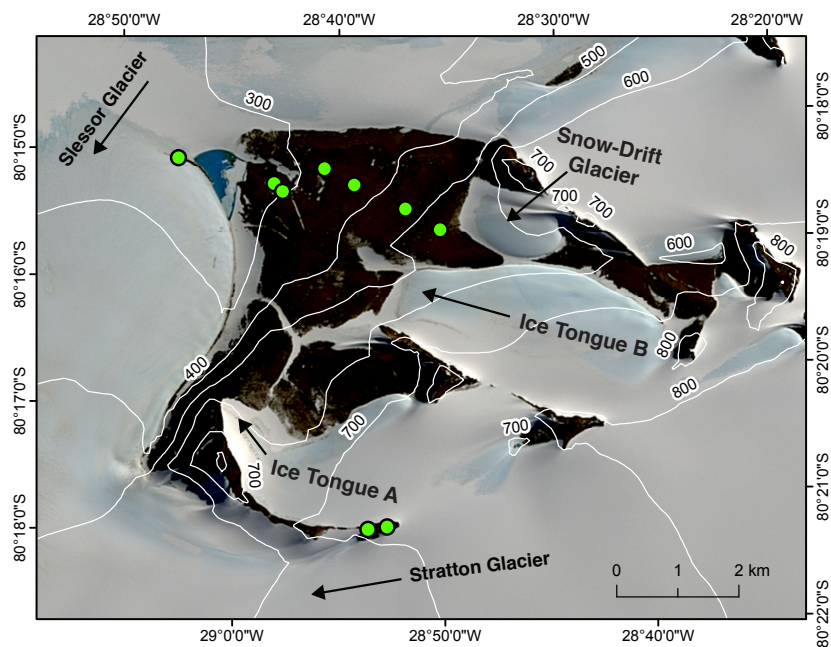 28°50'0"W 28°40'0"W 28°30'0"W 28°20'0"W
500
600
300
Slessor Glacier
80°18'0"S
80°15'0"S
Snow-Drift
Glacier
700
700
700
80°19'0"S
600
800
80°16'0"S
Ice Tongue B
800
80°20'0"S
400
800
80°17'0"S
700
700
Ice Tongue A
700
80°21'0"S
80°18'0"S
Stratton Glacier
0 1 2 km
80°22'0"S
29°0'0"W 28°50'0"W 28°40'0"W